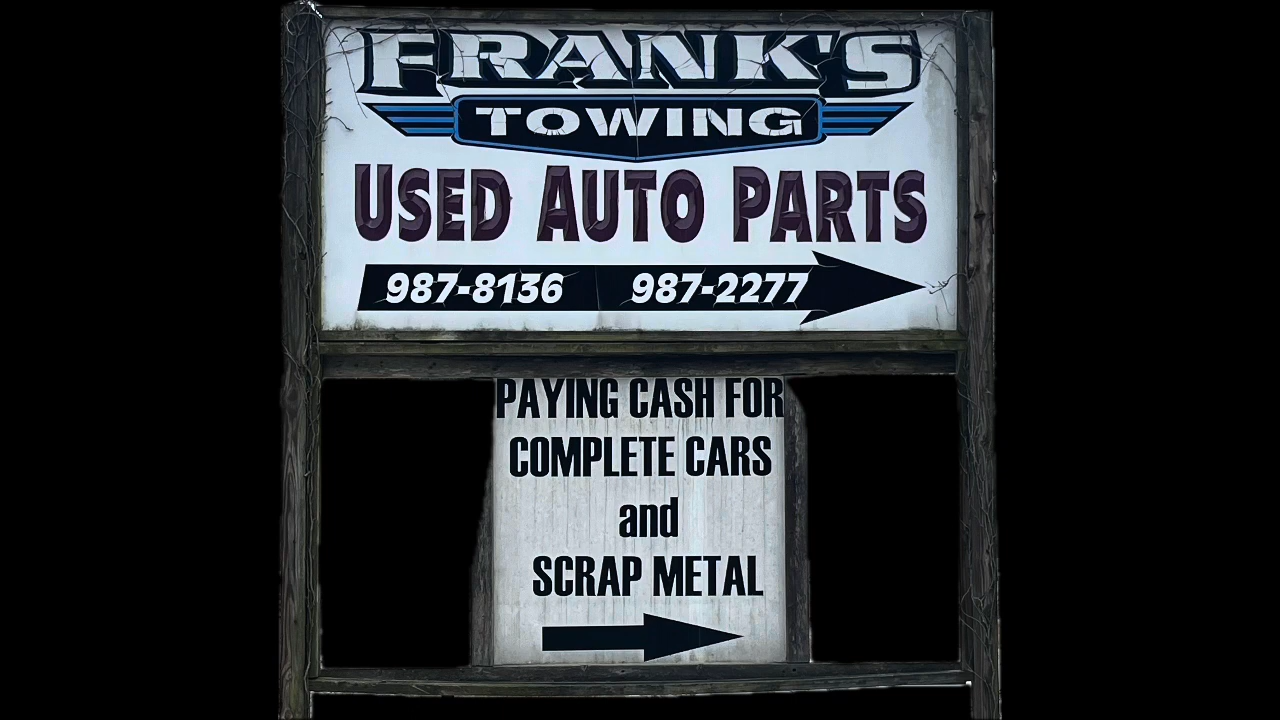 FRANK'S
TOWING
USED AUTO PARTS
987-8136 987-2277
PAYING CASH FOR
COMPLETE CARS
and
SCRAP METAL